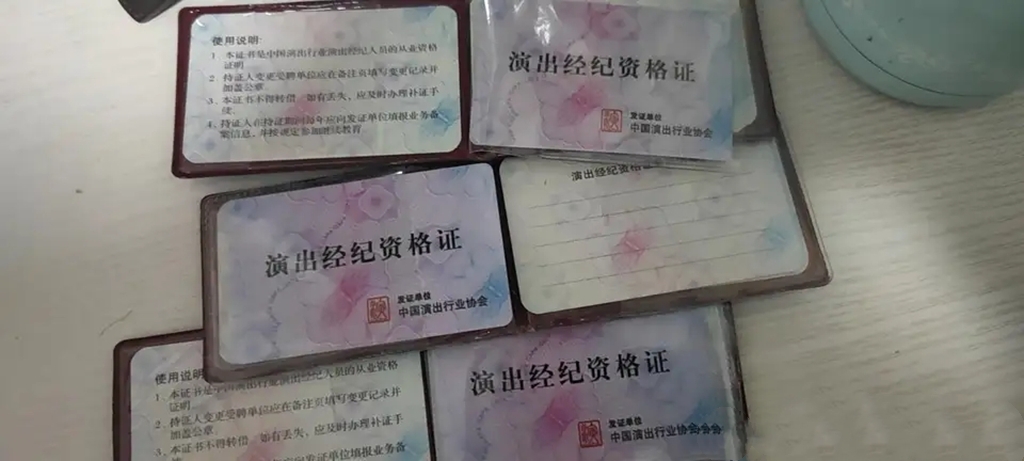 使用说明:
1、本证书是中国演出行业演出经纪人员的从业资格
证明
2、持证人变更受聘单位应在备注页填写变更记录并
加盖公章
3、本证书不得转借,如有丢失,应及时办理补证手
续
4、持证人在持证期间每年应向发证单位填报业务备
案信息,并按规定参加继续教育
演出经纪资格证
发证单位
中国演出行业协会
演出经纪资格证
发证单位
中国演出行业协会
演出经纪资格证
使用说明
1、本证书是中国演出行业演出经纪人员的从业资格
证明
2、持证人变更受聘单位应在备注页填写变更记录并
加盖公章
3、本证书不得转借,如有丢失,应及时办理补证手
演出经纪资格证
发证单位
中国演出行业协会会会